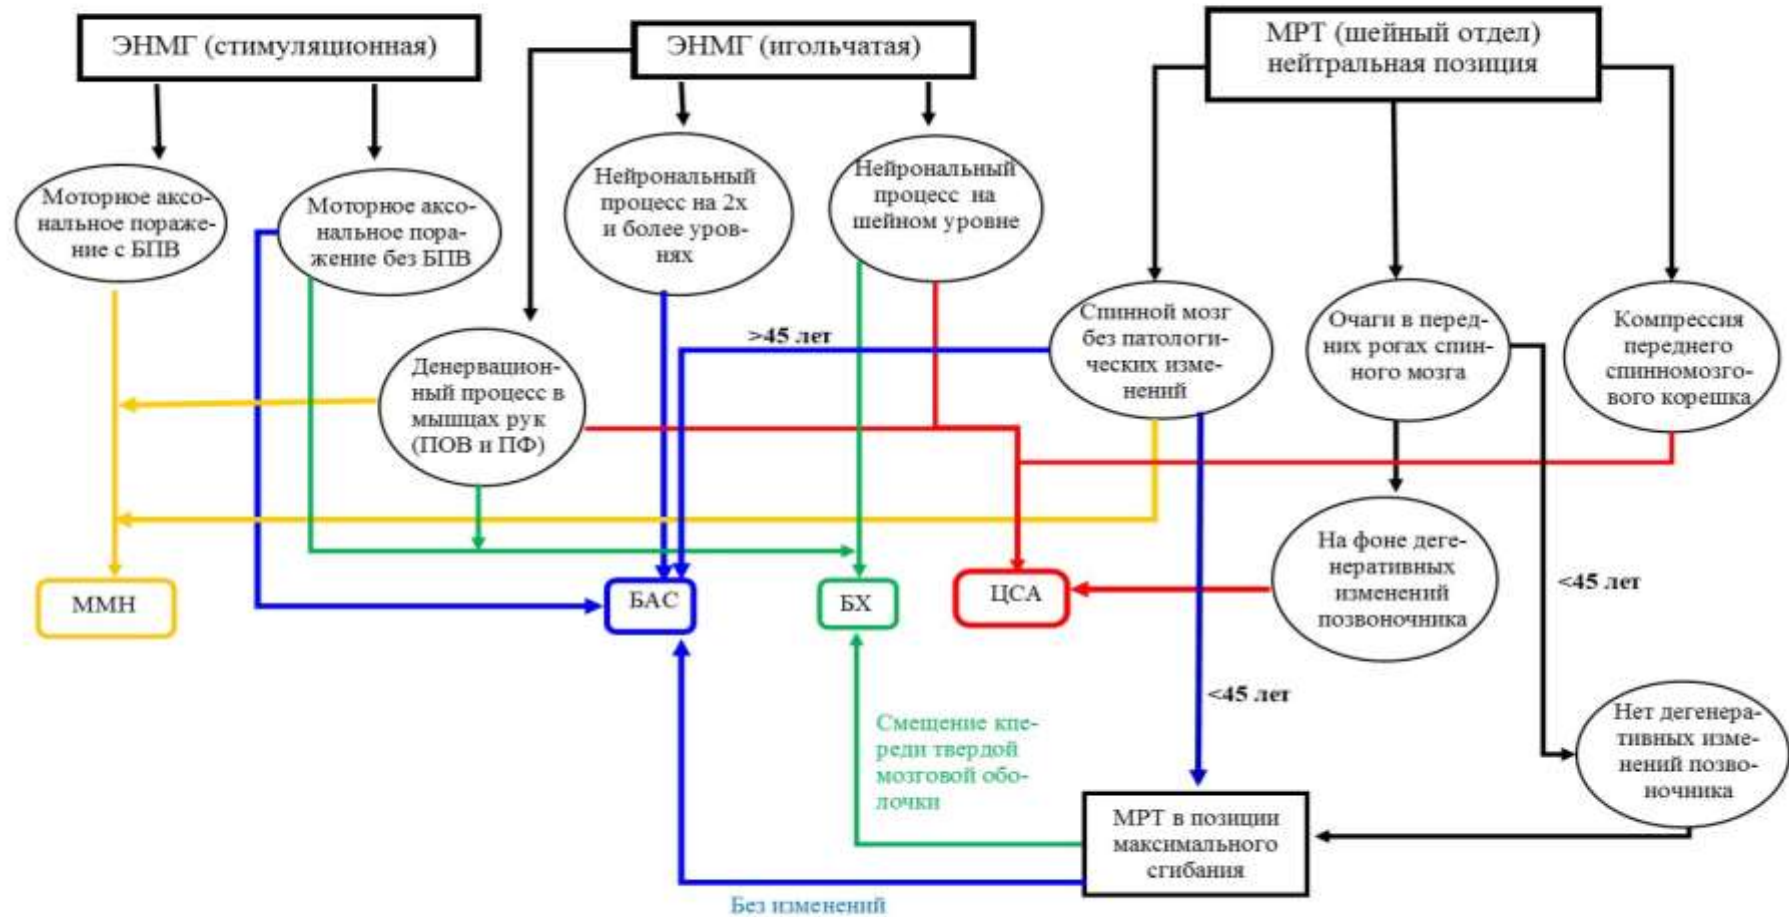 ЭНМГ (стимуляционная)
ЭНМГ (игольчатая)
МРТ (шейный отдел)
нейтральная позиция
Моторное аксо-
нальное пораже-
ние с БПВ
Моторное аксо-
нальное пора-
жение без БПВ
Нейрональный
процесс на 2х
и более уров-
нях
Нейрональный
процесс на
шейном уровне
Денервацион-
ный процесс в
мышцах рук
(ПОВ и ПФ)
>45 лет
Спинной мозг
без патологи-
ческих изме-
нений
Очаги в перед-
них рогах спин-
ного мозга
Компрессия
переднего
спинномозго-
вого корешка
На фоне деге-
неративных
изменений
позвоночника
<45 лет
ММН
БАС
БХ
ЦСА
<45 лет
Нет дегенера-
тивных изме-
нений позво-
ночника
Смещение кпе-
реди твердой
мозговой обо-
лочки
МРТ в позиции
максимального
сгибания
Без изменений